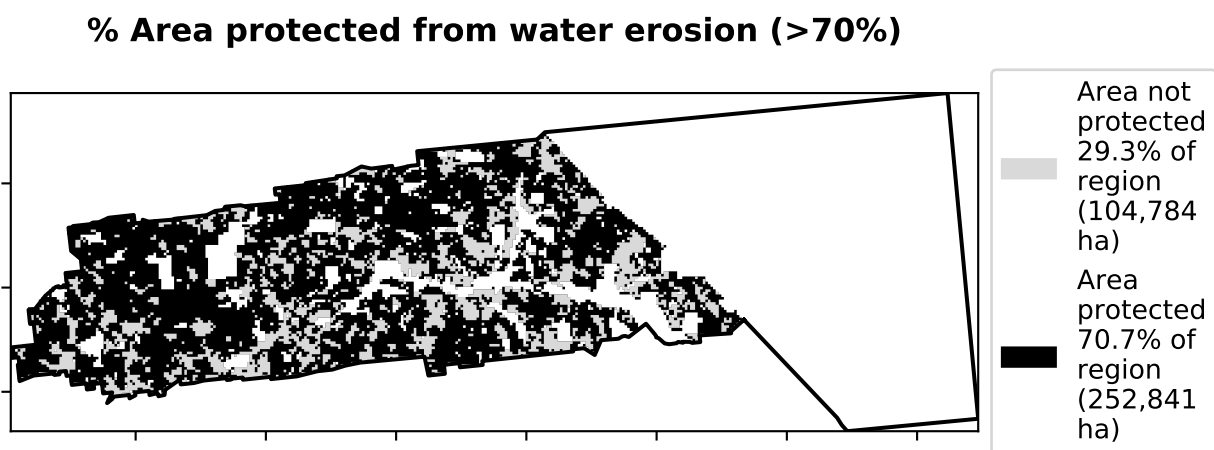 % Area protected from water erosion (>70%)
Area not
protected
29.3% of
region
(104,784
ha)
Area
protected
70.7% of
region
(252,841
ha)